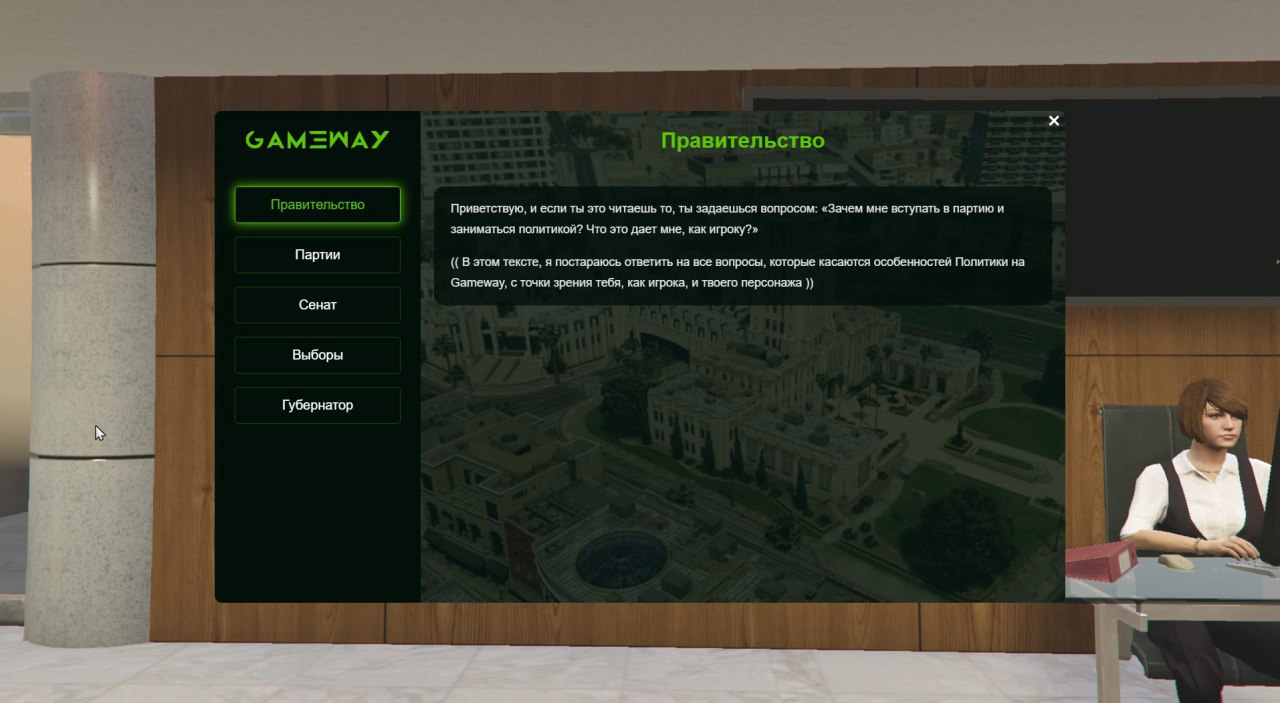 GAMEWAY
Правительство
Партии
Сенат
Выборы
Губернатор
Правительство
Приветствую, и если ты это читаешь то, ты задаешься вопросом: «Зачем мне вступать в партию и
заниматься политикой? Что это дает мне, как игроку?»
(( В этом тексте, я постараюсь ответить на все вопросы, которые касаются особенностей Политики на
Gameway, с точки зрения тебя, как игрока, и твоего персонажа ))